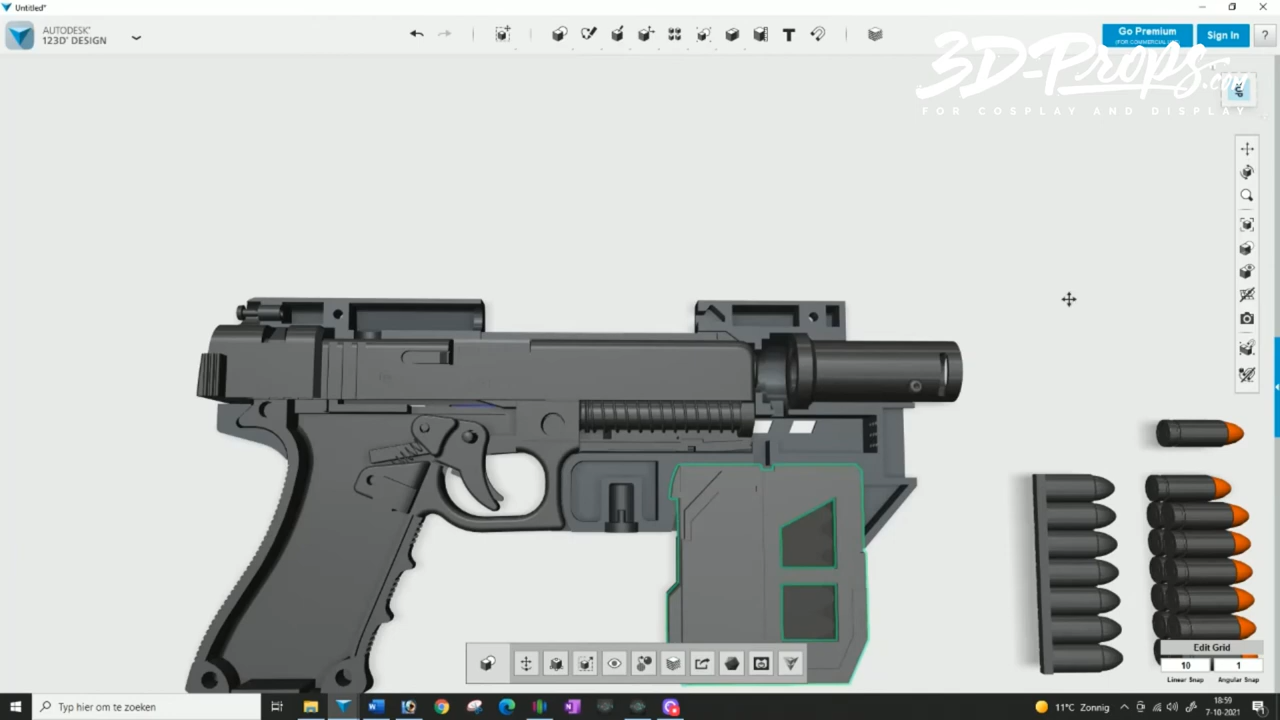 Untitled*
AUTODESK®
123D® DESIGN
Go Premium
(FOR COMMERCIAL USE)
Sign In
?
3D-Props.com
FOR COSPLAY AND DISPLAY
Edit Grid
10
1
Linear Snap
Angular Snap
Typ hier om te zoeken
11°C Zonnig
18:59
7-10-2021